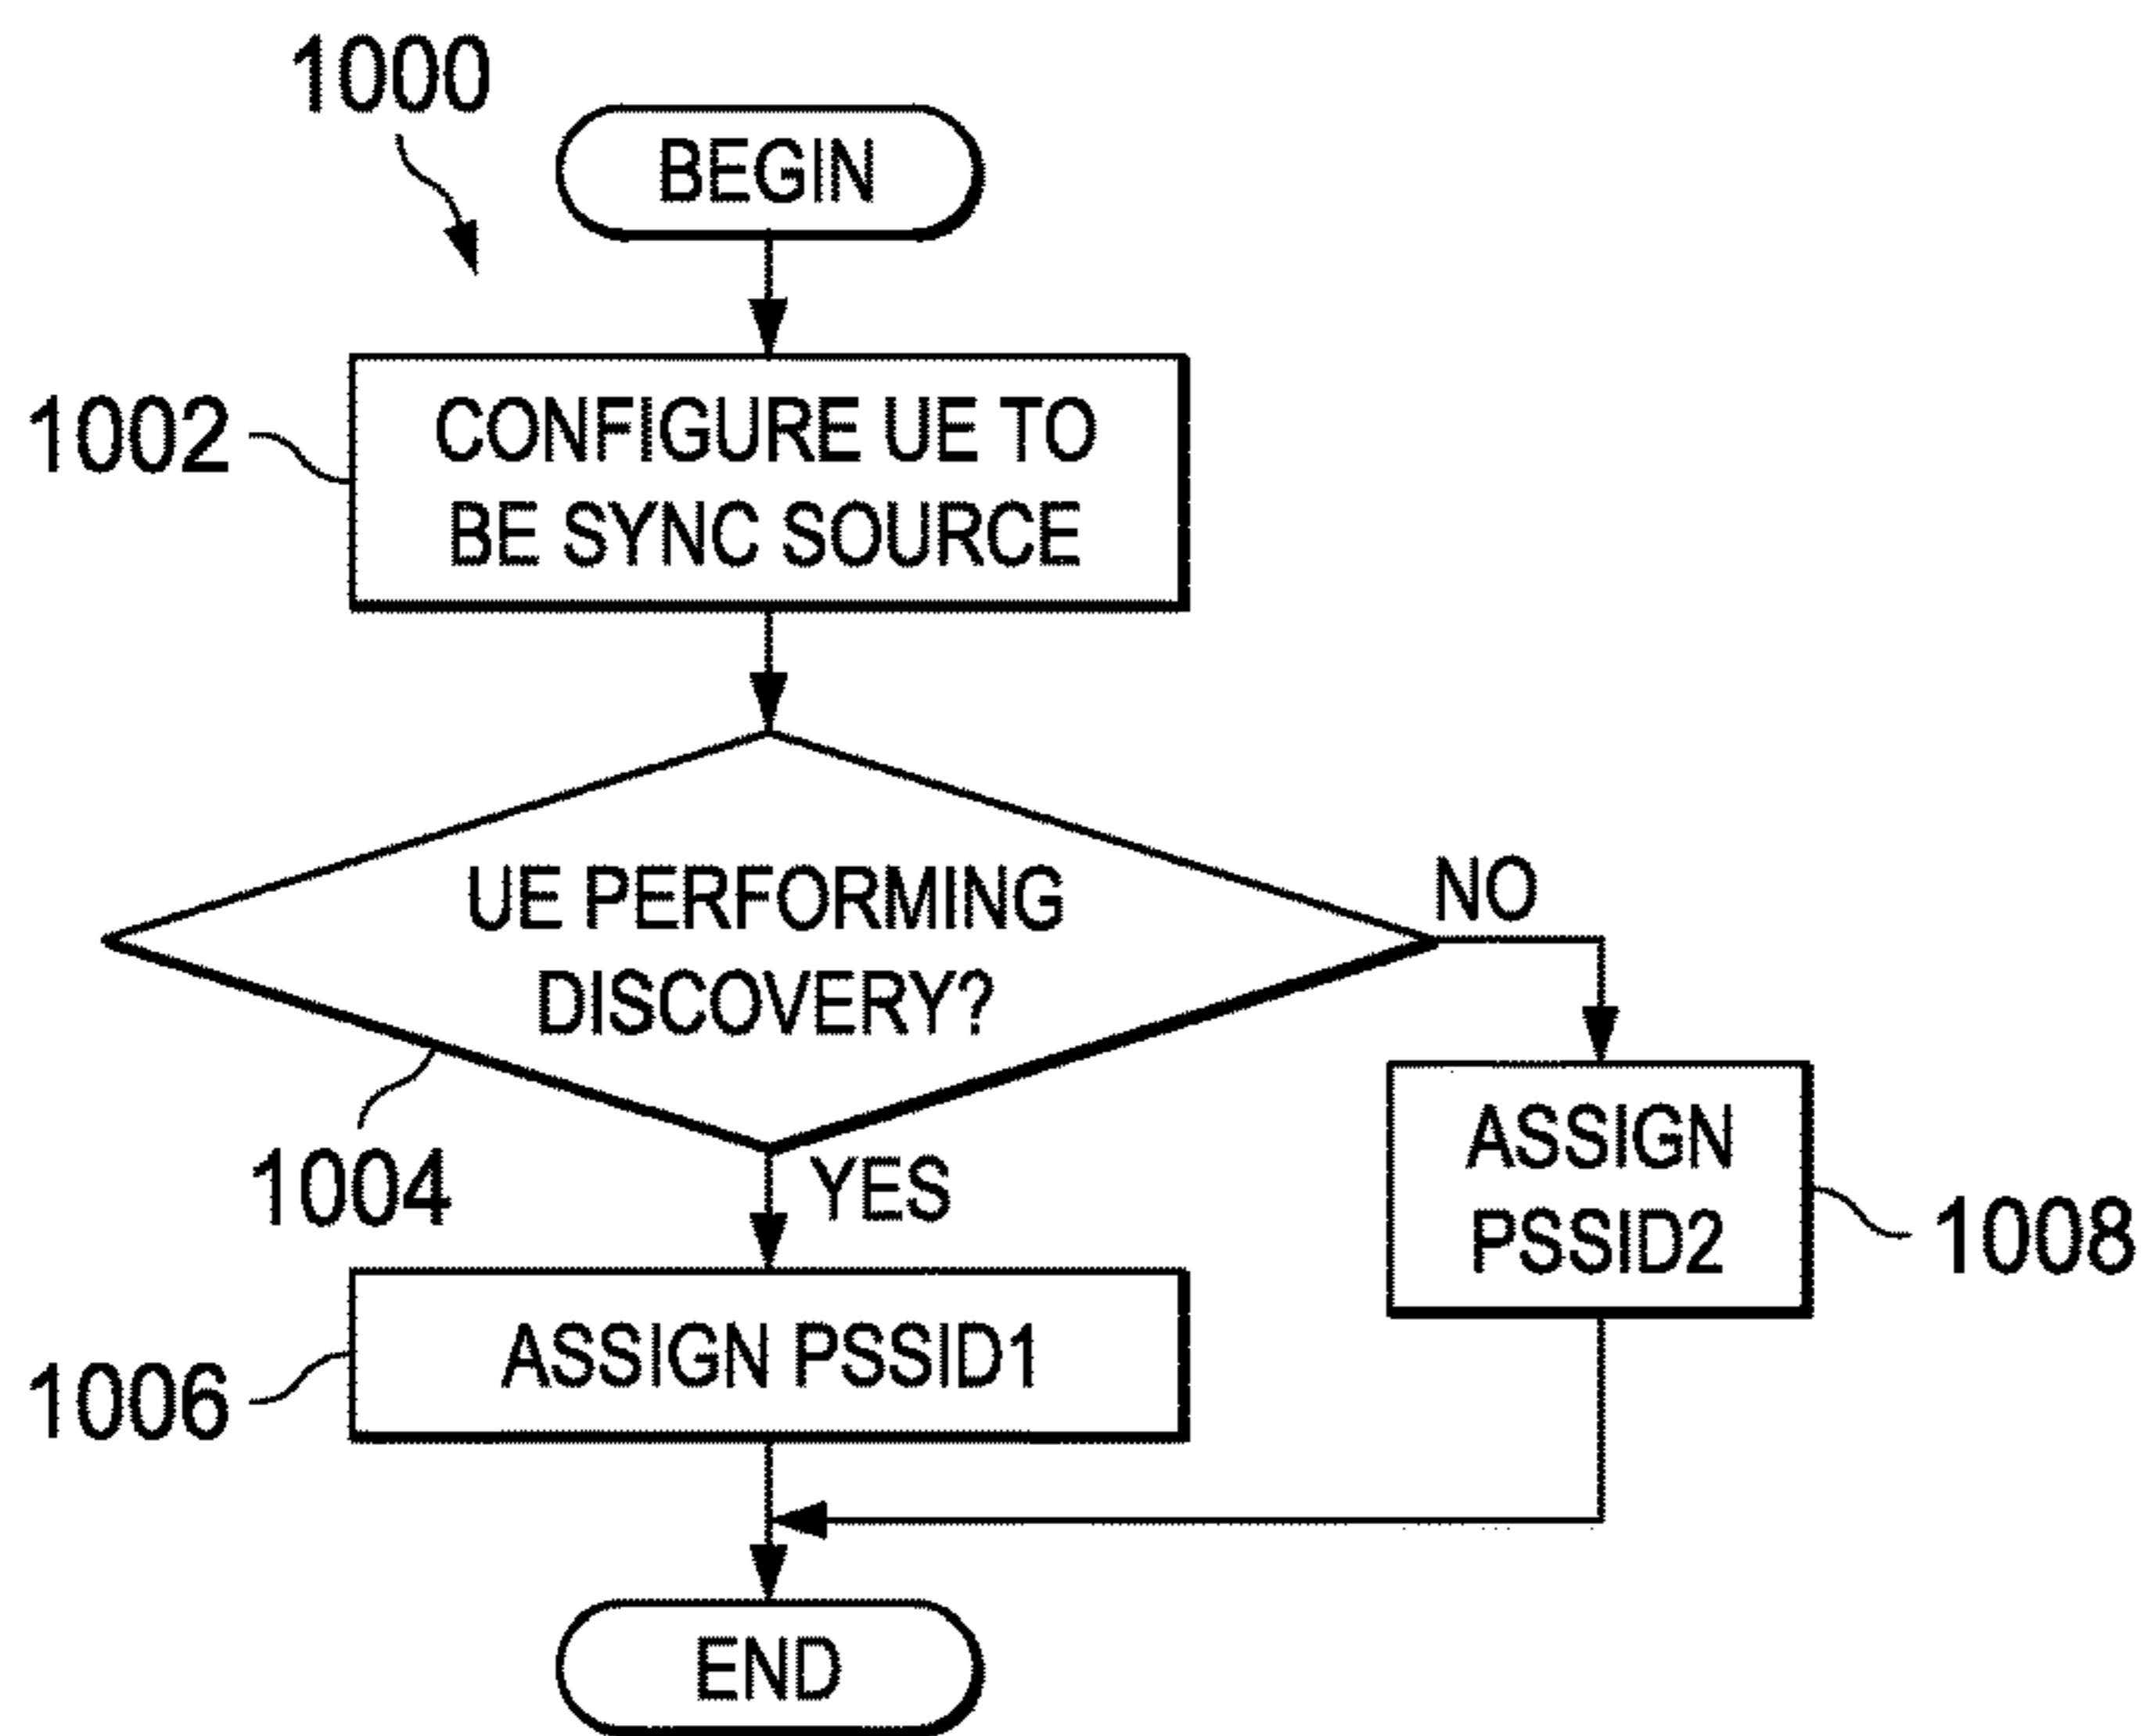 1000
BEGIN
1002
CONFIGURE UE TO
BE SYNC SOURCE
UE PERFORMING
DISCOVERY?
NO
1004
YES
ASSIGN
PSSID2
1008
1006
ASSIGN PSSID1
END